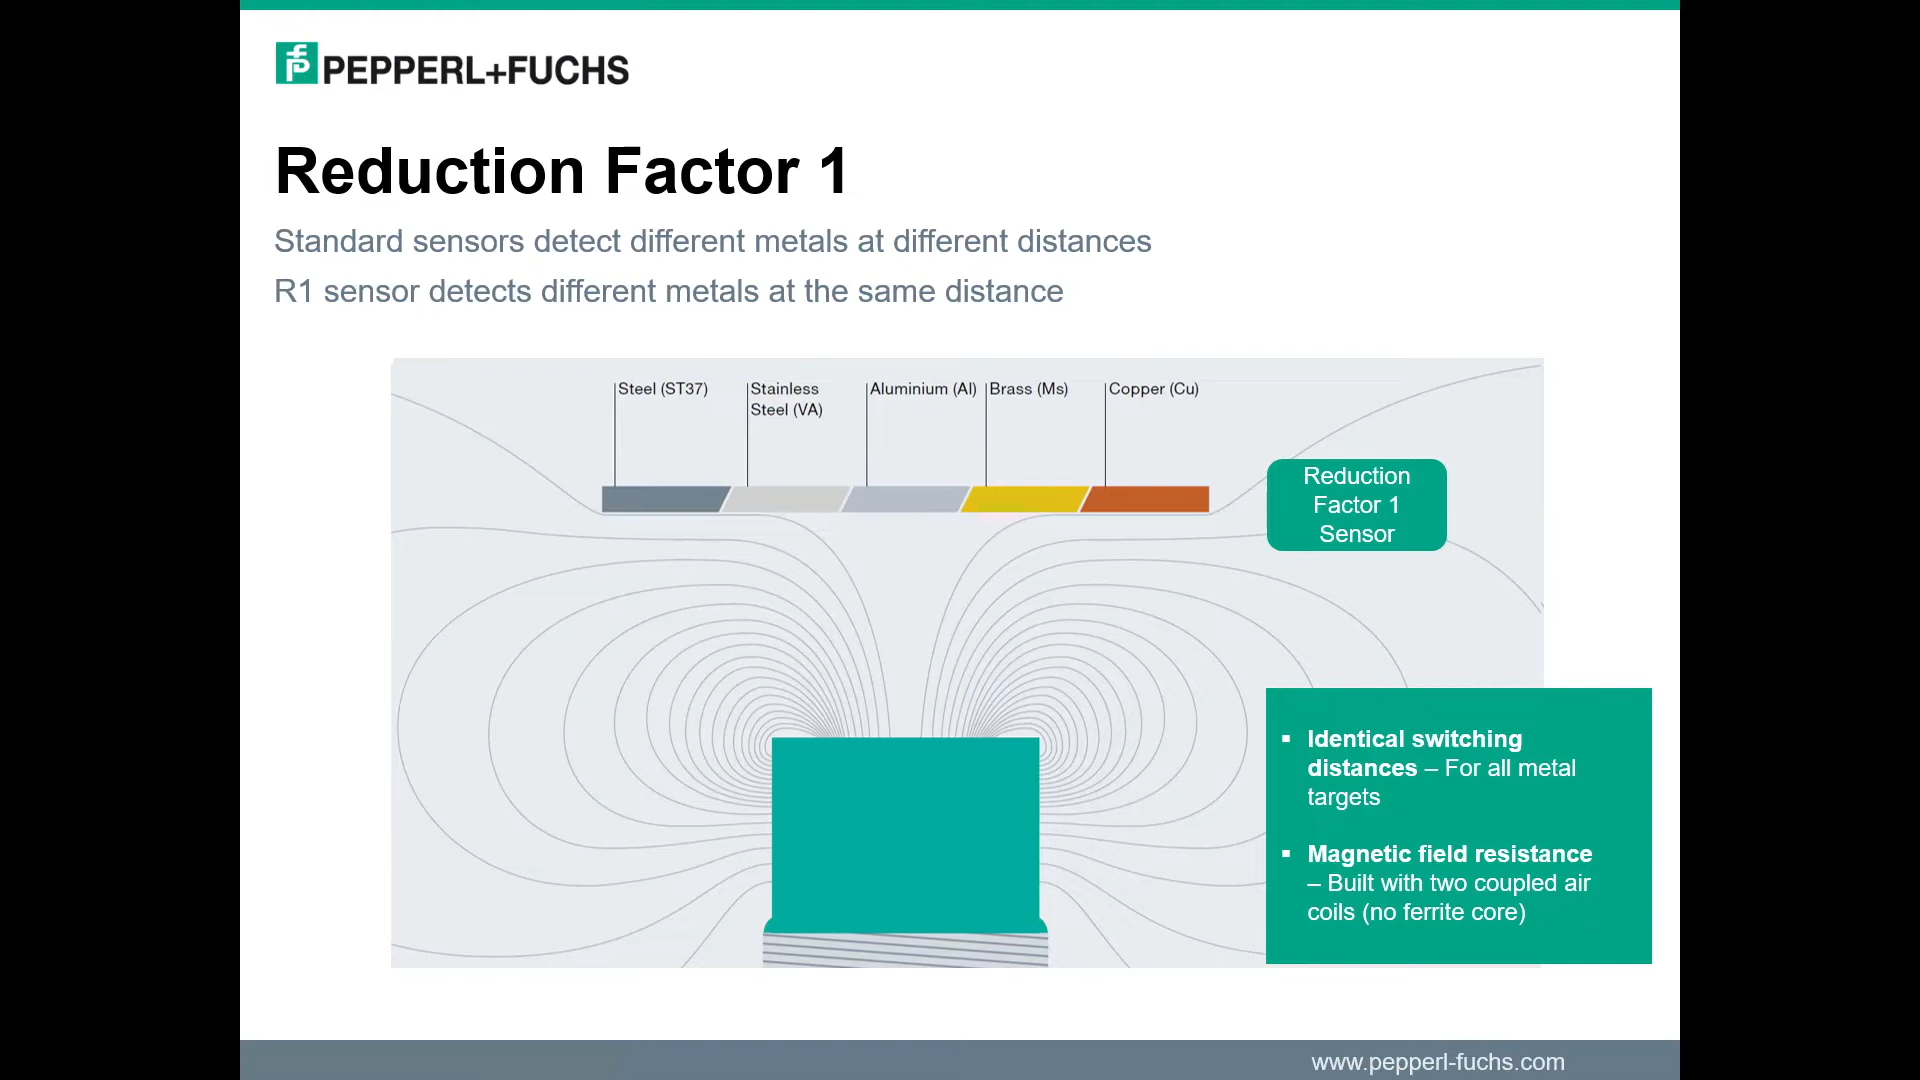 PEPPERL+FUCHS
Reduction Factor 1
Standard sensors detect different metals at different distances
R1 sensor detects different metals at the same distance
Steel (ST37)
Stainless
Steel (VA)
Aluminium (Al)
Brass (Ms)
Copper (Cu)
Reduction
Factor 1
Sensor
▪ Identical switching
distances – For all metal
targets
▪ Magnetic field resistance
– Built with two coupled air
coils (no ferrite core)
www.pepperl-fuchs.com